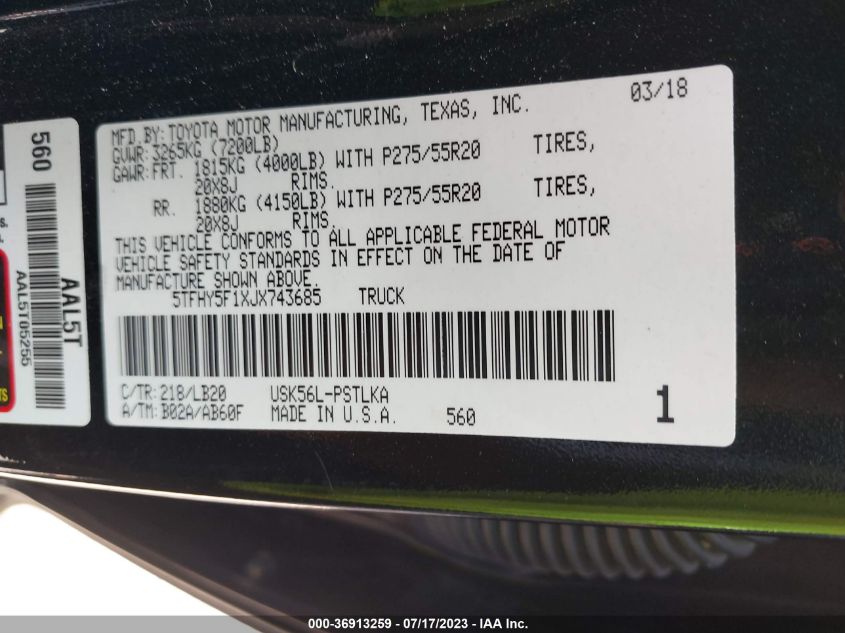 560
AAL5T
AAL5T05255
s.
TS
03/18
MFD.BY:TOYOTA MOTOR MANUFACTURING, TEXAS, INC.
GVWR:3265KG (7200LB)
GAWR:FRT. 1815KG (4000LB) WITH P275/55R20 TIRES,
20X8J RIMS.
RR. 1880KG (4150LB) WITH P275/55R20 TIRES,
20X8J RIMS.
THIS VEHICLE CONFORMS TO ALL APPLICABLE FEDERAL MOTOR
VEHICLE SAFETY STANDARDS IN EFFECT ON THE DATE OF
MANUFACTURE SHOWN ABOVE.
5TFHY5F1XJX743685 TRUCK
C/TR:218/LB20 USK56L-PSTLKA
A/TM:B02A/AB60F MADE IN U.S.A. 560 1
000-36913259 - 07/17/2023 - IAA Inc.